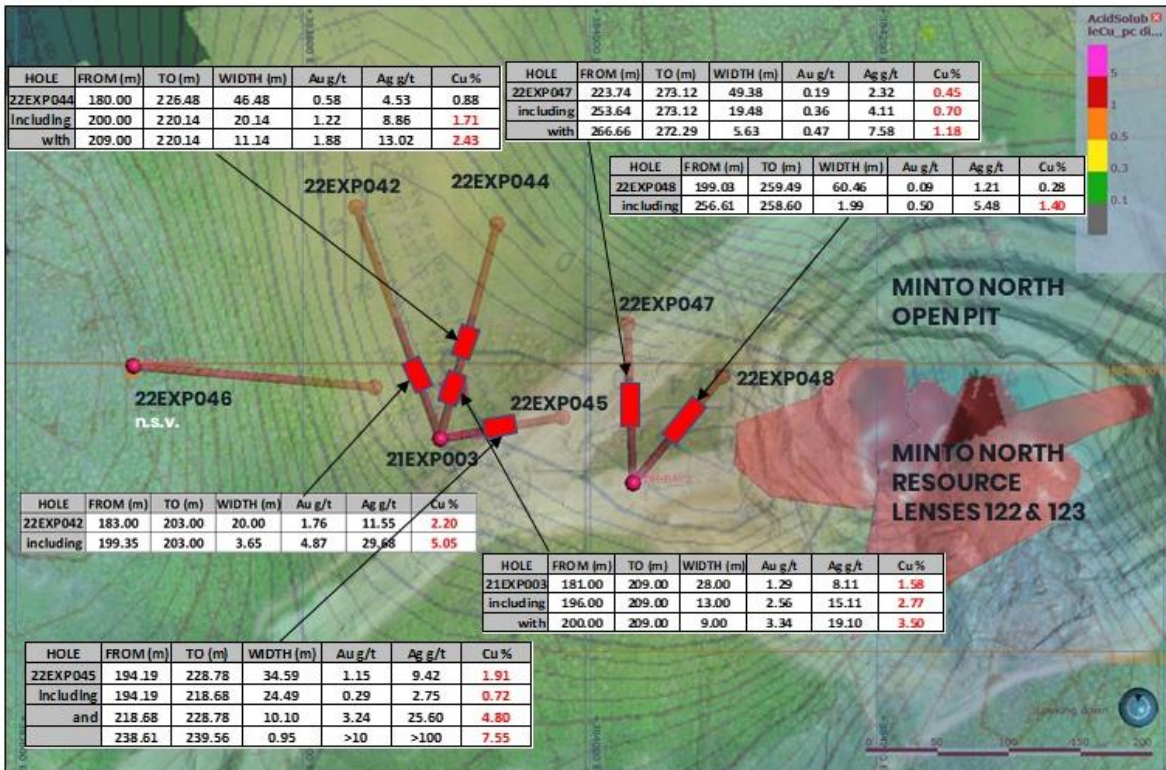 AcidSolub
leCu_pc di...
5
1
0.5
0.3
0.1
HOLE FROM (m) TO (m) WIDTH (m) Au g/t Ag g/t Cu %
22EXP044 180.00 226.48 46.48 0.58 4.53 0.88
Including 200.00 220.14 20.14 1.22 8.86 1.71
with 209.00 220.14 11.14 1.88 13.02 2.43
HOLE FROM (m) TO (m) WIDTH (m) Au g/t Ag g/t Cu %
22EXP047 223.74 273.12 49.38 0.19 2.32 0.45
including 253.64 273.12 19.48 0.36 4.11 0.70
with 266.66 272.29 5.63 0.47 7.58 1.18
HOLE FROM (m) TO (m) WIDTH (m) Au g/t Ag g/t Cu %
22EXP048 199.03 259.49 60.46 0.09 1.21 0.28
including 256.61 258.60 1.99 0.50 5.48 1.40
22EXP042
22EXP044
22EXP047
MINTO NORTH
OPEN PIT
22EXP046
n.s.v.
22EXP045
22EXP048
21EXP003
MINTO NORTH
RESOURCE
LENSES 122 & 123
HOLE FROM (m) TO (m) WIDTH (m) Au g/t Ag g/t Cu %
22EXP042 183.00 203.00 20.00 1.76 11.55 2.20
including 199.35 203.00 3.65 4.87 29.68 5.05
HOLE FROM (m) TO (m) WIDTH (m) Au g/t Ag g/t Cu %
21EXP003 181.00 209.00 28.00 1.29 8.11 1.58
including 196.00 209.00 13.00 2.56 15.11 2.77
with 200.00 209.00 9.00 3.34 19.10 3.50
HOLE FROM (m) TO (m) WIDTH (m) Au g/t Ag g/t Cu %
22EXP045 194.19 228.78 34.59 1.15 9.42 1.91
Including 194.19 218.68 24.49 0.29 2.75 0.72
and 218.68 228.78 10.10 3.24 25.60 4.80
238.61 239.56 0.95 >10 >100 7.55
Looking down
0 50 100 150 200